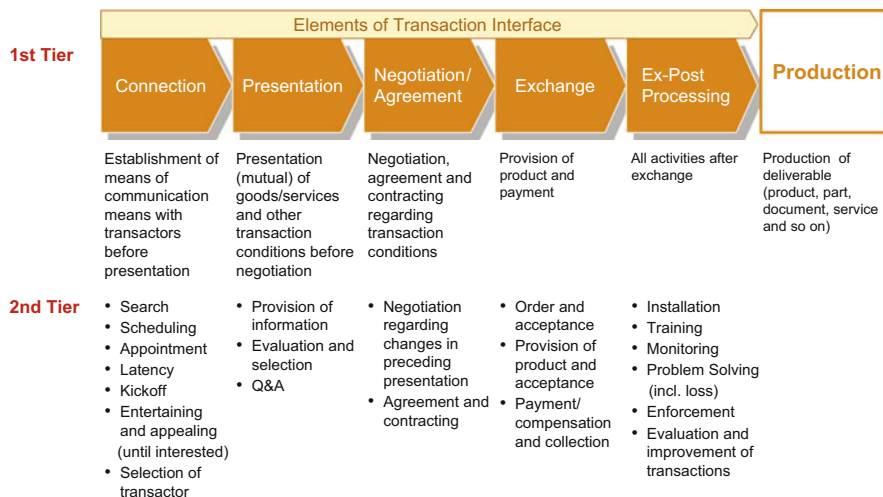 Elements of Transaction Interface
1st Tier
Connection
Presentation
Negotiation/
Agreement
Exchange
Ex-Post
Processing
Production
Establishment of
means of
communication
means with
transactors
before
presentation
Presentation
(mutual) of
goods/services
and other
transaction
conditions before
negotiation
Negotiation,
agreement and
contracting
regarding
transaction
conditions
Provision of
product and
payment
All activities after
exchange
Production of
deliverable
(product, part,
document, service
and so on)
2nd Tier
• Search
• Scheduling
• Appointment
• Latency
• Kickoff
• Entertaining
and appealing
(until interested)
• Selection of
transactor
• Provision of
information
• Evaluation and
selection
• Q&A
• Negotiation
regarding
changes in
preceding
presentation
• Agreement and
contracting
• Order and
acceptance
• Provision of
product and
acceptance
• Payment/
compensation
and collection
• Installation
• Training
• Monitoring
• Problem Solving
(incl. loss)
• Enforcement
• Evaluation and
improvement of
transactions